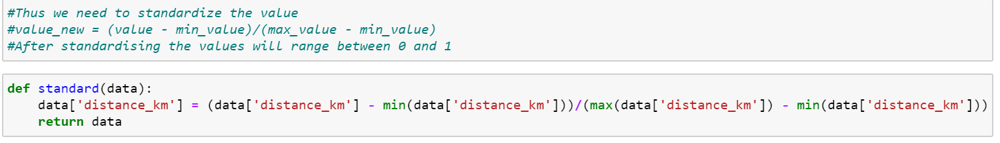 #Thus we need to standardize the value
#value_new = (value - min_value)/(max_value - min_value)
#After standardising the values will range between 0 and 1
def standard(data):
    data['distance_km'] = (data['distance_km'] - min(data['distance_km']))/(max(data['distance_km']) - min(data['distance_km']))
    return data